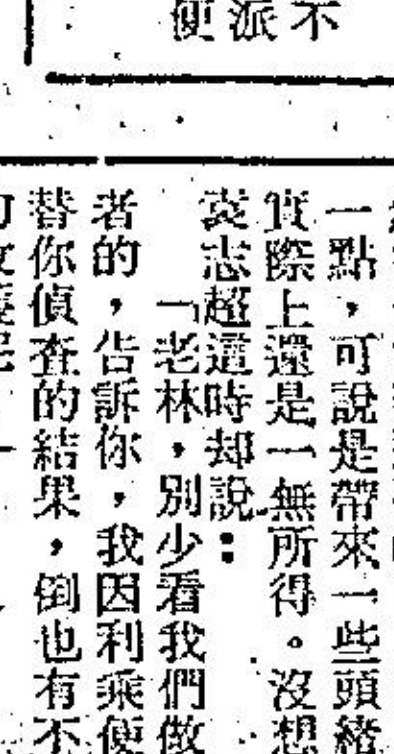 不
派
便
一點，可說是帶來一些頭緒
實際上還是一無所得。沒想
志超這時却說：
「老林，別少看我們做
者的，告訴你，我因利乘便
替你偵查的結果，倒也有不